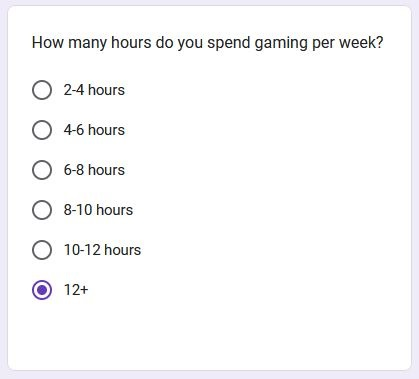 How many hours do you spend gaming per week?
2-4 hours
4-6 hours
6-8 hours
8-10 hours
10-12 hours
12+